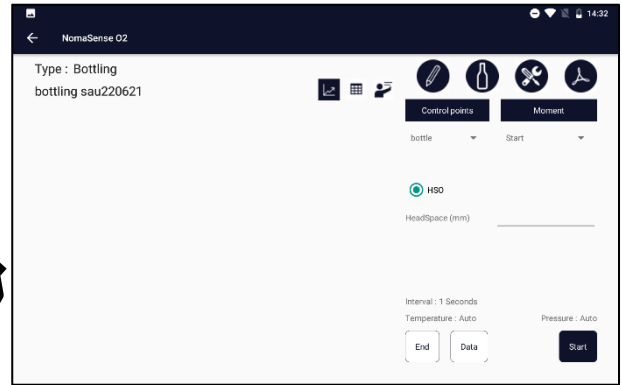 14:32
NomaSense O2
Type : Bottling
bottling sau220621
Control points
Moment
bottle
Start
HSO
HeadSpace (mm)
Interval : 1 Seconds
Temperature : Auto
Pressure : Auto
End
Data
Start